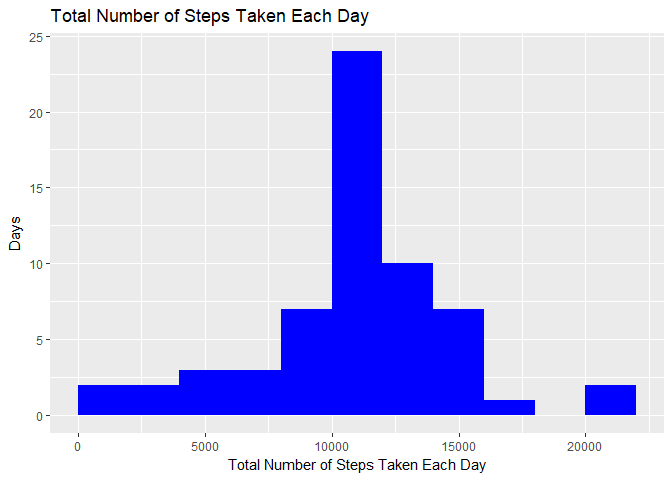 Total Number of Steps Taken Each Day
25
20
15
10
5
0
Days
0 5000 10000 15000 20000
Total Number of Steps Taken Each Day